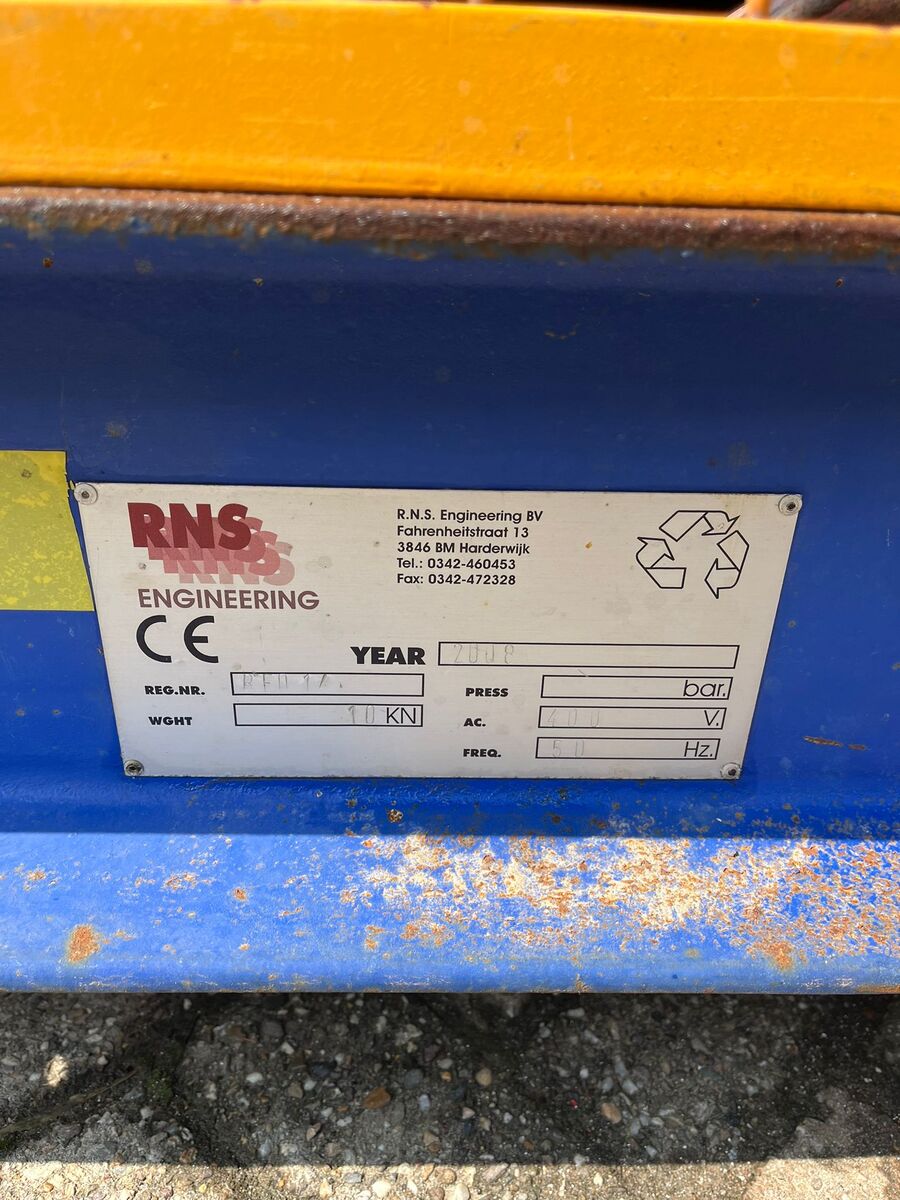 RNS
ENGINEERING
R.N.S. Engineering BV
Fahrenheitstraat 13
3846 BM Harderwijk
Tel.: 0342-460453
Fax: 0342-472328
CE
YEAR
REG.NR.
WGHT 10 KN
PRESS bar.
AC. 400 V.
FREQ. 50 Hz.